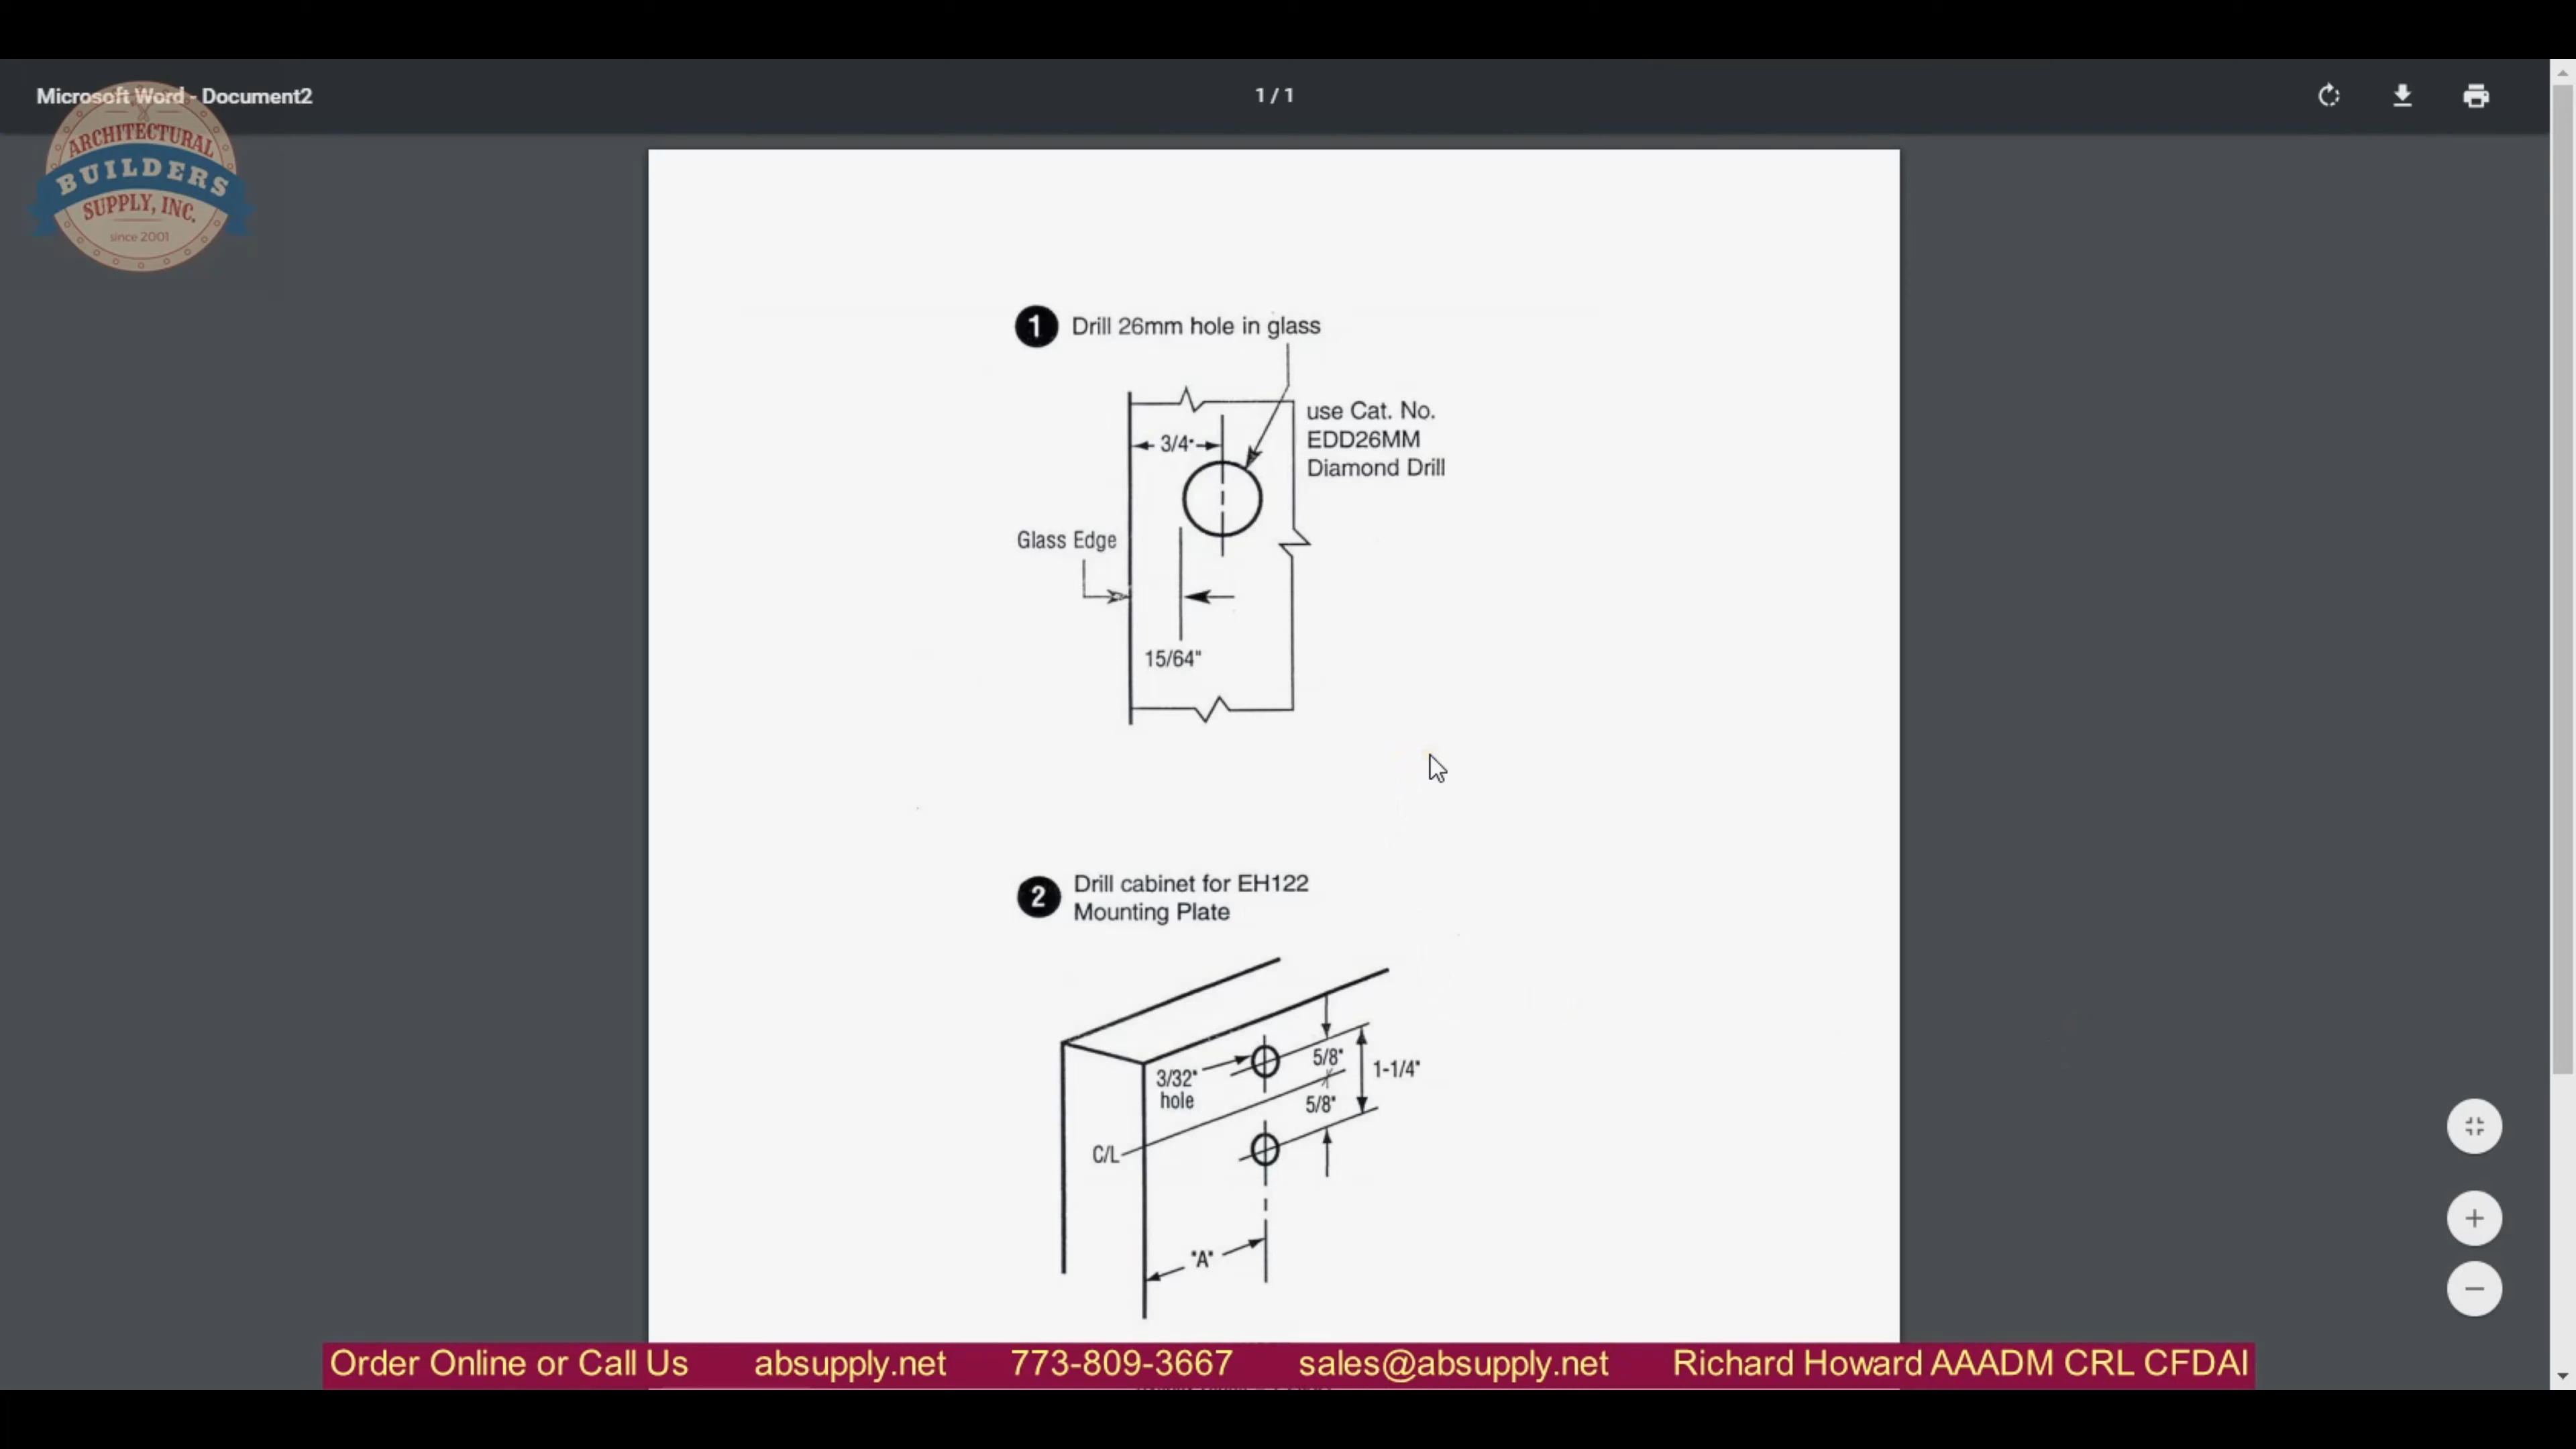 Microsoft Word - Document2
1 / 1
ARCHITECTURAL
BUILDERS
SUPPLY, INC.
since 2001
1 Drill 26mm hole in glass
use Cat. No.
EDD26MM
Diamond Drill
3/4"
Glass Edge
15/64"
2 Drill cabinet for EH122
Mounting Plate
3/32"
hole
5/8"
1-1/4"
5/8"
C/L
"A"
Order Online or Call Us absupply.net 773-809-3667 sales@absupply.net Richard Howard AAADM CRL CFDAI